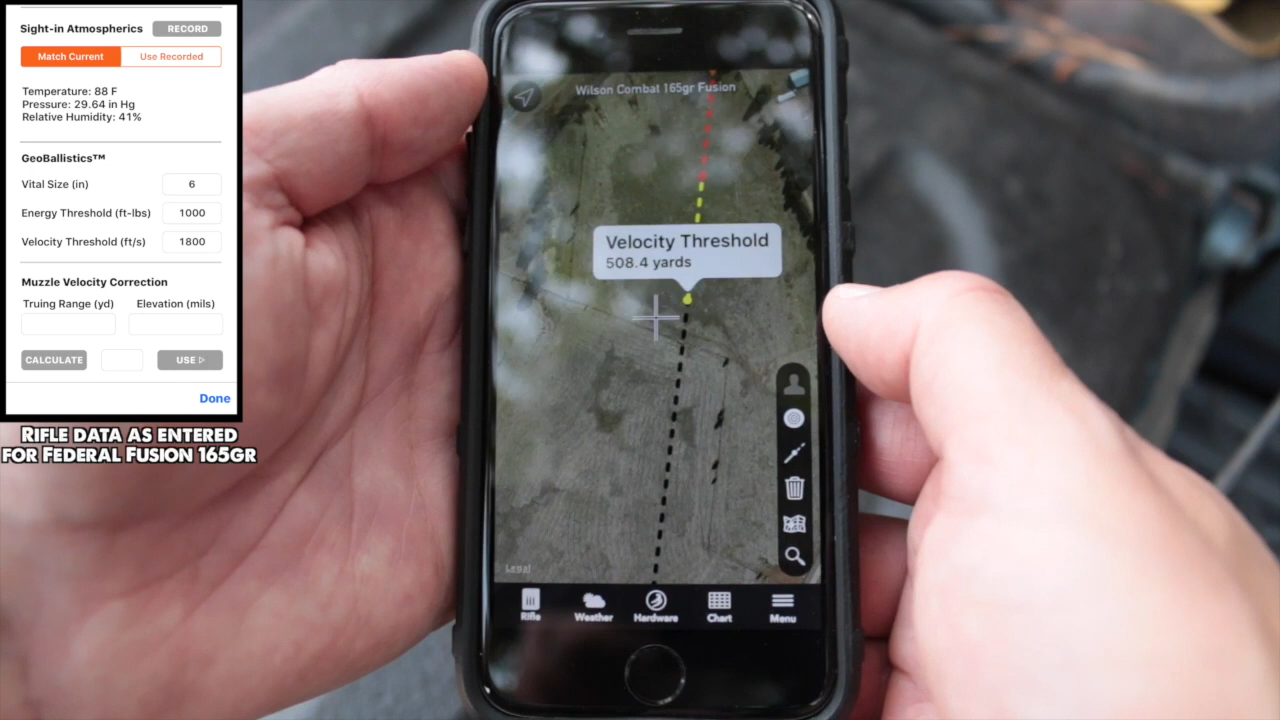 Sight-in Atmospherics RECORD
Match Current Use Recorded
Temperature: 88 F
Pressure: 29.64 in Hg
Relative Humidity: 41%
GeoBallistics™
Vital Size (in) 6
Energy Threshold (ft-lbs) 1000
Velocity Threshold (ft/s) 1800
Muzzle Velocity Correction
Truing Range (yd) Elevation (mils)
CALCULATE USE ▷
Done
RIFLE DATA AS ENTERED
FOR FEDERAL FUSION 165GR
Wilson Combat 165gr Fusion
Velocity Threshold
508.4 yards
Legal
Rifle Weather Hardware Chart Menu